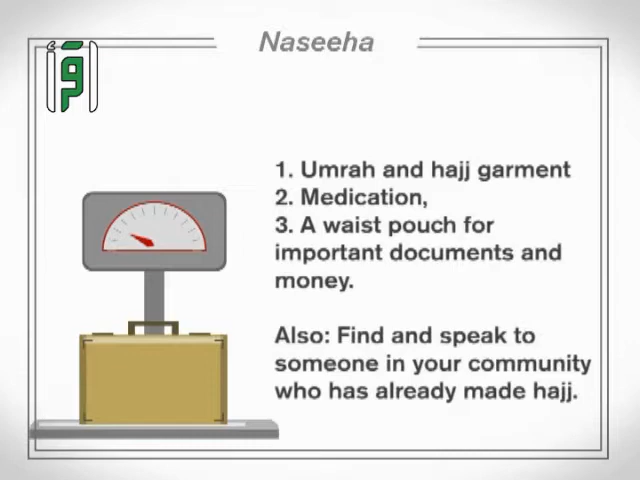 Naseeha
اقرأ
1. Umrah and hajj garment
2. Medication,
3. A waist pouch for
important documents and
money.
Also: Find and speak to
someone in your community
who has already made hajj.